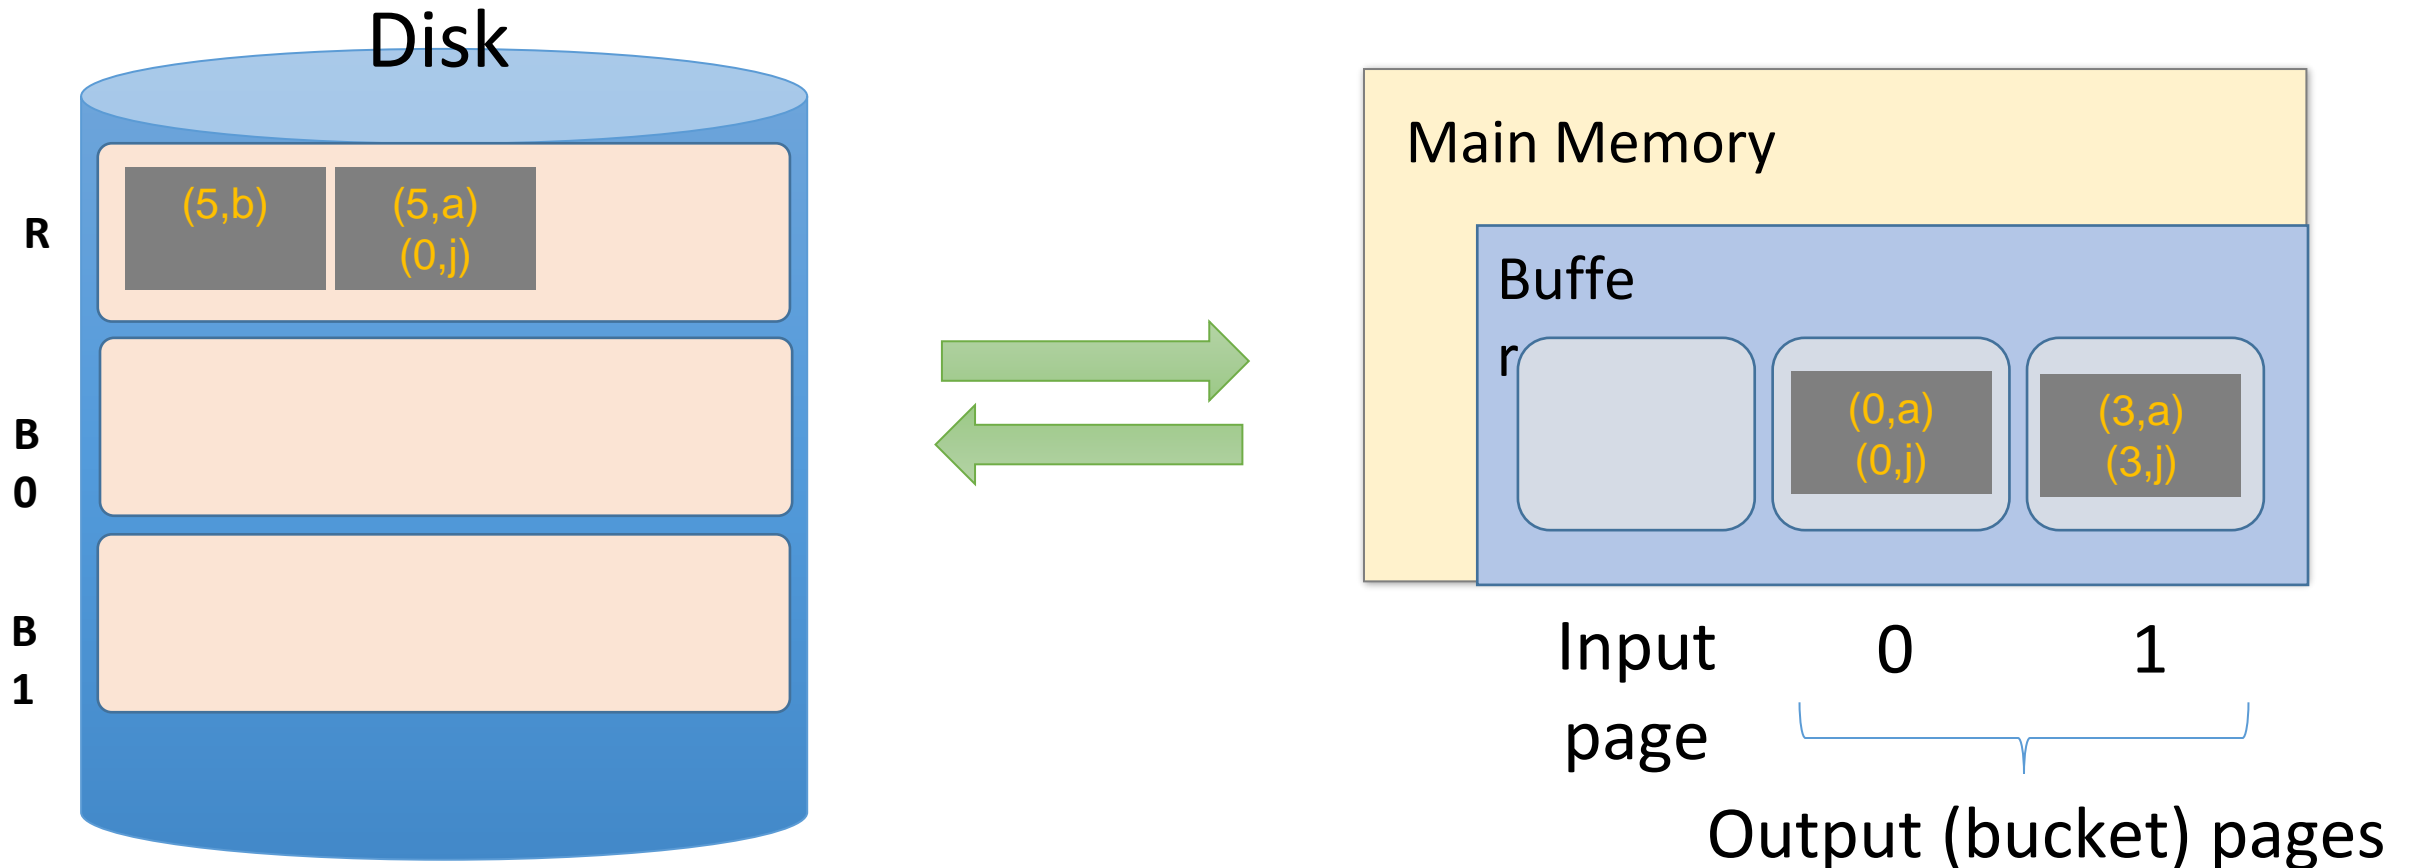 Disk
R
(5,b)
(5,a)
(0,j)
B
0
B
1
Main Memory
Buffe
r
(0,a)
(0,j)
(3,a)
(3,j)
Input
page
0
1
Output (bucket) pages